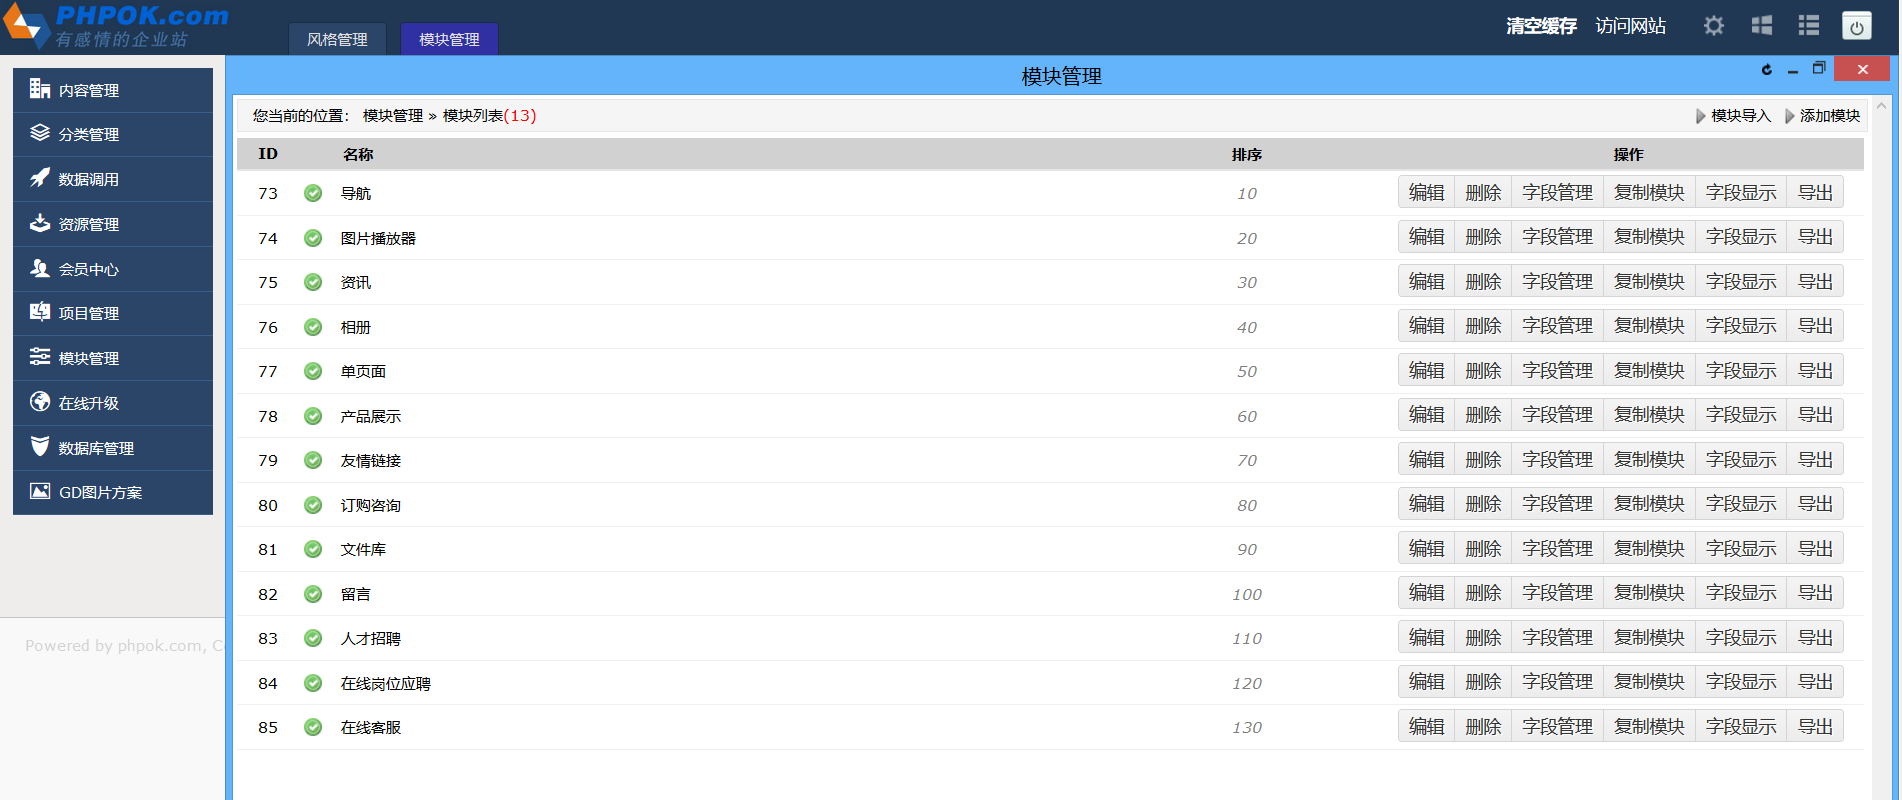 PHPOK.com
有感情的企业站
风格管理 模块管理
清空缓存 访问网站
内容管理
分类管理
数据调用
资源管理
会员中心
项目管理
模块管理
在线升级
数据库管理
GD图片方案
Powered by phpok.com, C
模块管理
您当前的位置： 模块管理 » 模块列表(13)
模块导入 添加模块
ID 名称 排序 操作
73 导航 10 编辑 删除 字段管理 复制模块 字段显示 导出
74 图片播放器 20 编辑 删除 字段管理 复制模块 字段显示 导出
75 资讯 30 编辑 删除 字段管理 复制模块 字段显示 导出
76 相册 40 编辑 删除 字段管理 复制模块 字段显示 导出
77 单页面 50 编辑 删除 字段管理 复制模块 字段显示 导出
78 产品展示 60 编辑 删除 字段管理 复制模块 字段显示 导出
79 友情链接 70 编辑 删除 字段管理 复制模块 字段显示 导出
80 订购咨询 80 编辑 删除 字段管理 复制模块 字段显示 导出
81 文件库 90 编辑 删除 字段管理 复制模块 字段显示 导出
82 留言 100 编辑 删除 字段管理 复制模块 字段显示 导出
83 人才招聘 110 编辑 删除 字段管理 复制模块 字段显示 导出
84 在线岗位应聘 120 编辑 删除 字段管理 复制模块 字段显示 导出
85 在线客服 130 编辑 删除 字段管理 复制模块 字段显示 导出